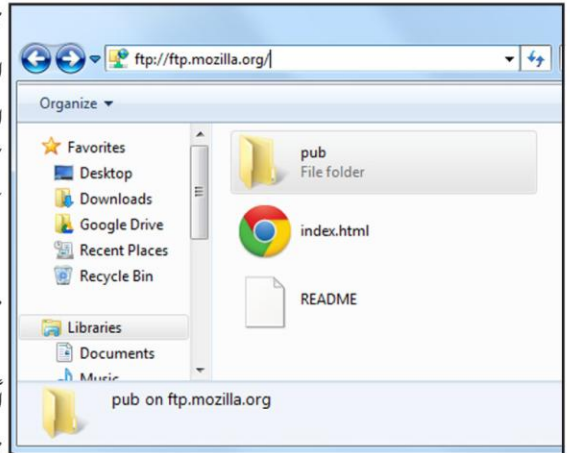 ftp://ftp.mozilla.org/
Organize
Favorites
Desktop
Downloads
Google Drive
Recent Places
Recycle Bin
Libraries
Documents
Music
pub
File folder
index.html
README
pub on ftp.mozilla.org